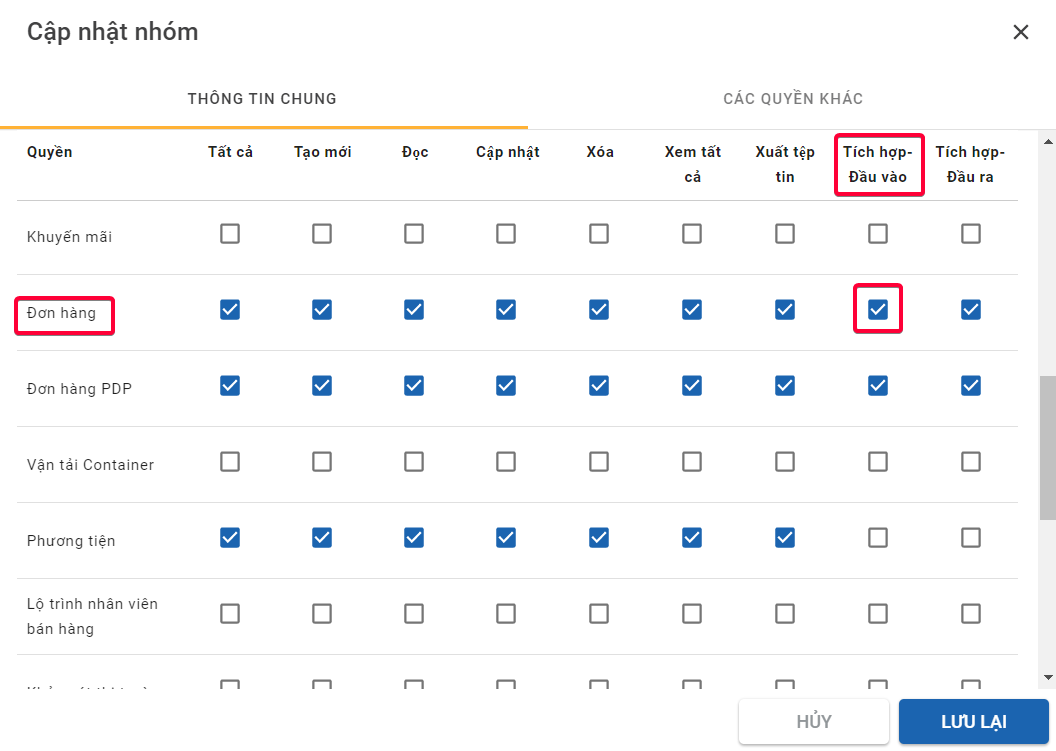 Cập nhật nhóm
THÔNG TIN CHUNG
CÁC QUYỀN KHÁC
Quyền Tất cả Tạo mới Đọc Cập nhật Xóa Xem tất cả Xuất tệp tin Tích hợp- Đầu vào Tích hợp- Đầu ra
Khuyến mãi
Đơn hàng
Đơn hàng PDP
Vận tải Container
Phương tiện
Lộ trình nhân viên
bán hàng
HỦY
LƯU LẠI